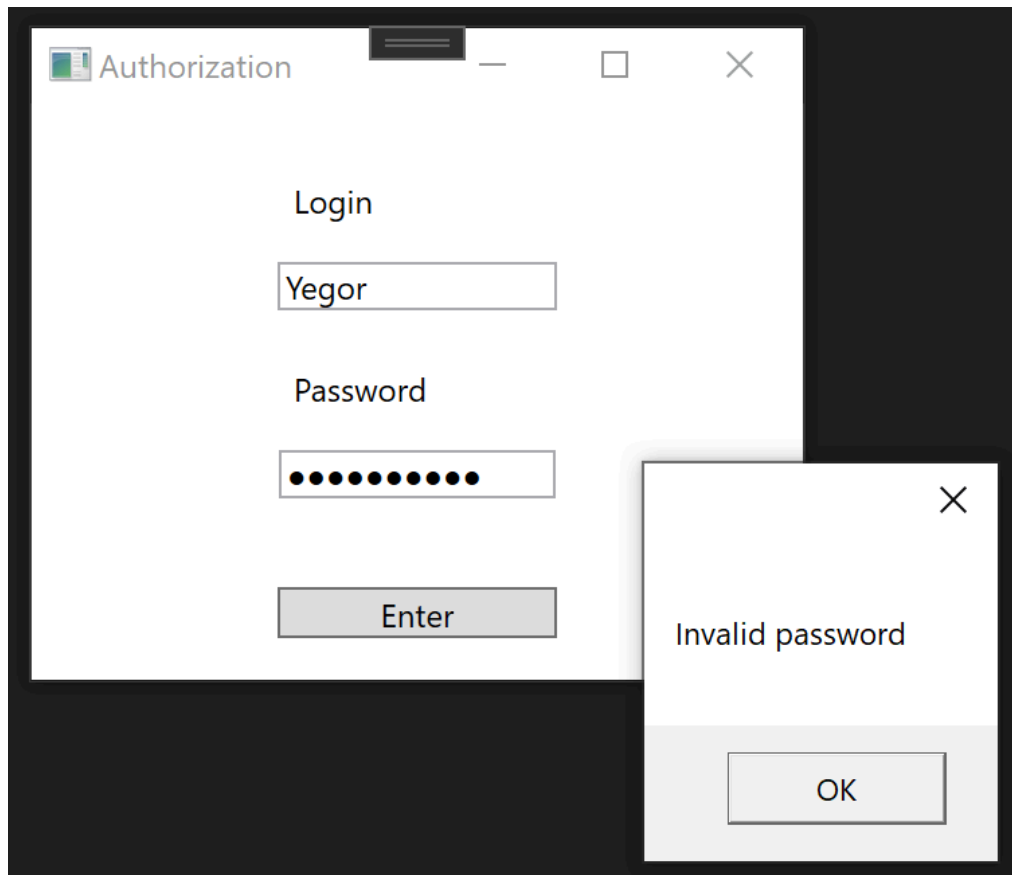 Authorization
Login
Yegor
Password
●●●●●●●●●●
Enter
Invalid password
OK